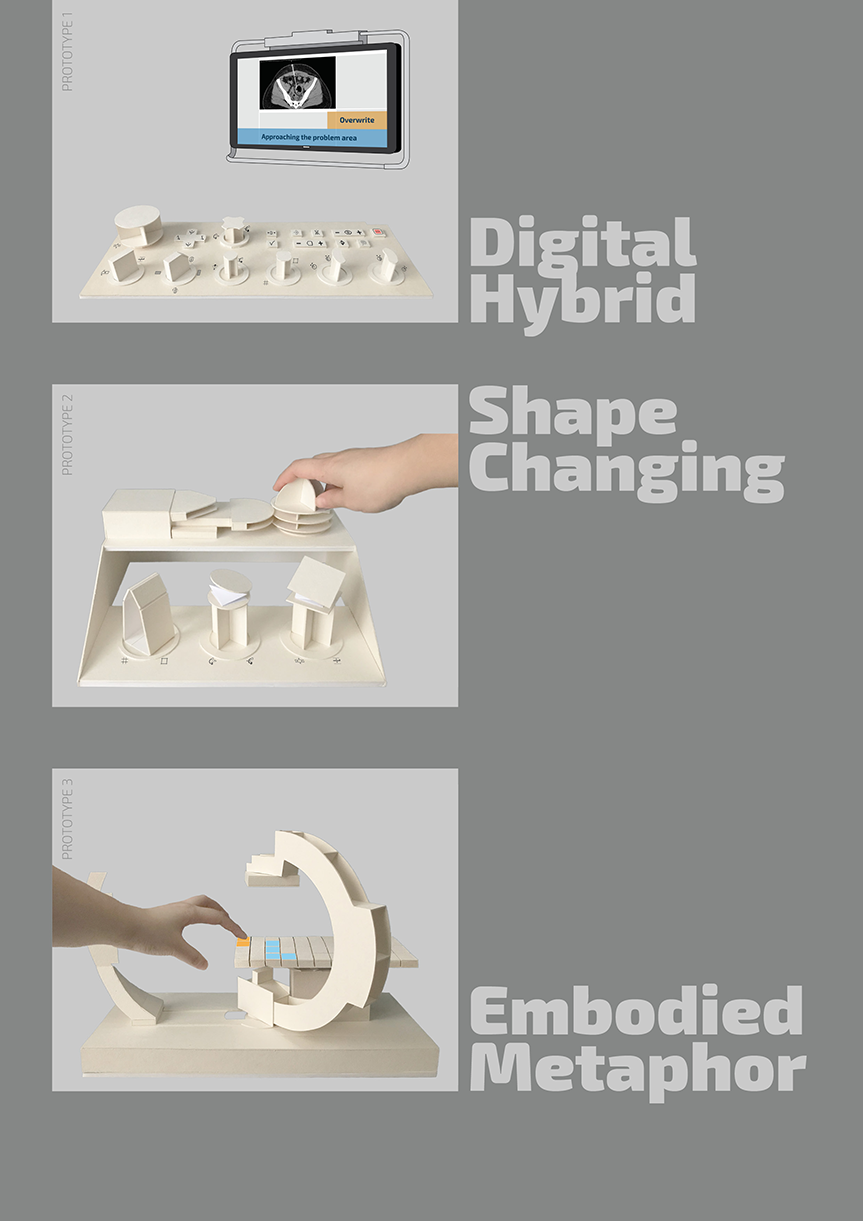 PROTOTYPE 1
Overwrite
Approaching the problem area
Digital
Hybrid
PROTOTYPE 2
Shape
Changing
PROTOTYPE 3
Embodied
Metaphor